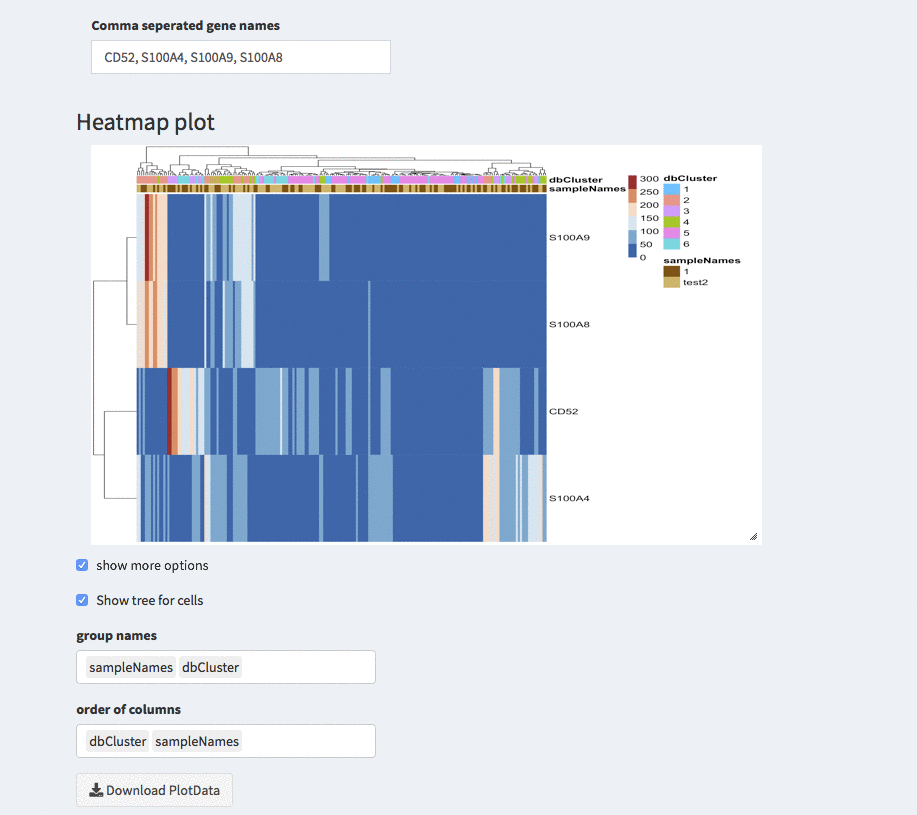 Comma seperated gene names
CD52, S100A4, S100A9, S100A8
Heatmap plot
dbCluster
sampleNames
300
250
200
150
100
50
0
dbCluster
1
2
3
4
5
6
sampleNames
1
test2
S100A9
S100A8
CD52
S100A4
show more options
Show tree for cells
group names
sampleNames dbCluster
order of columns
dbCluster sampleNames
Download PlotData